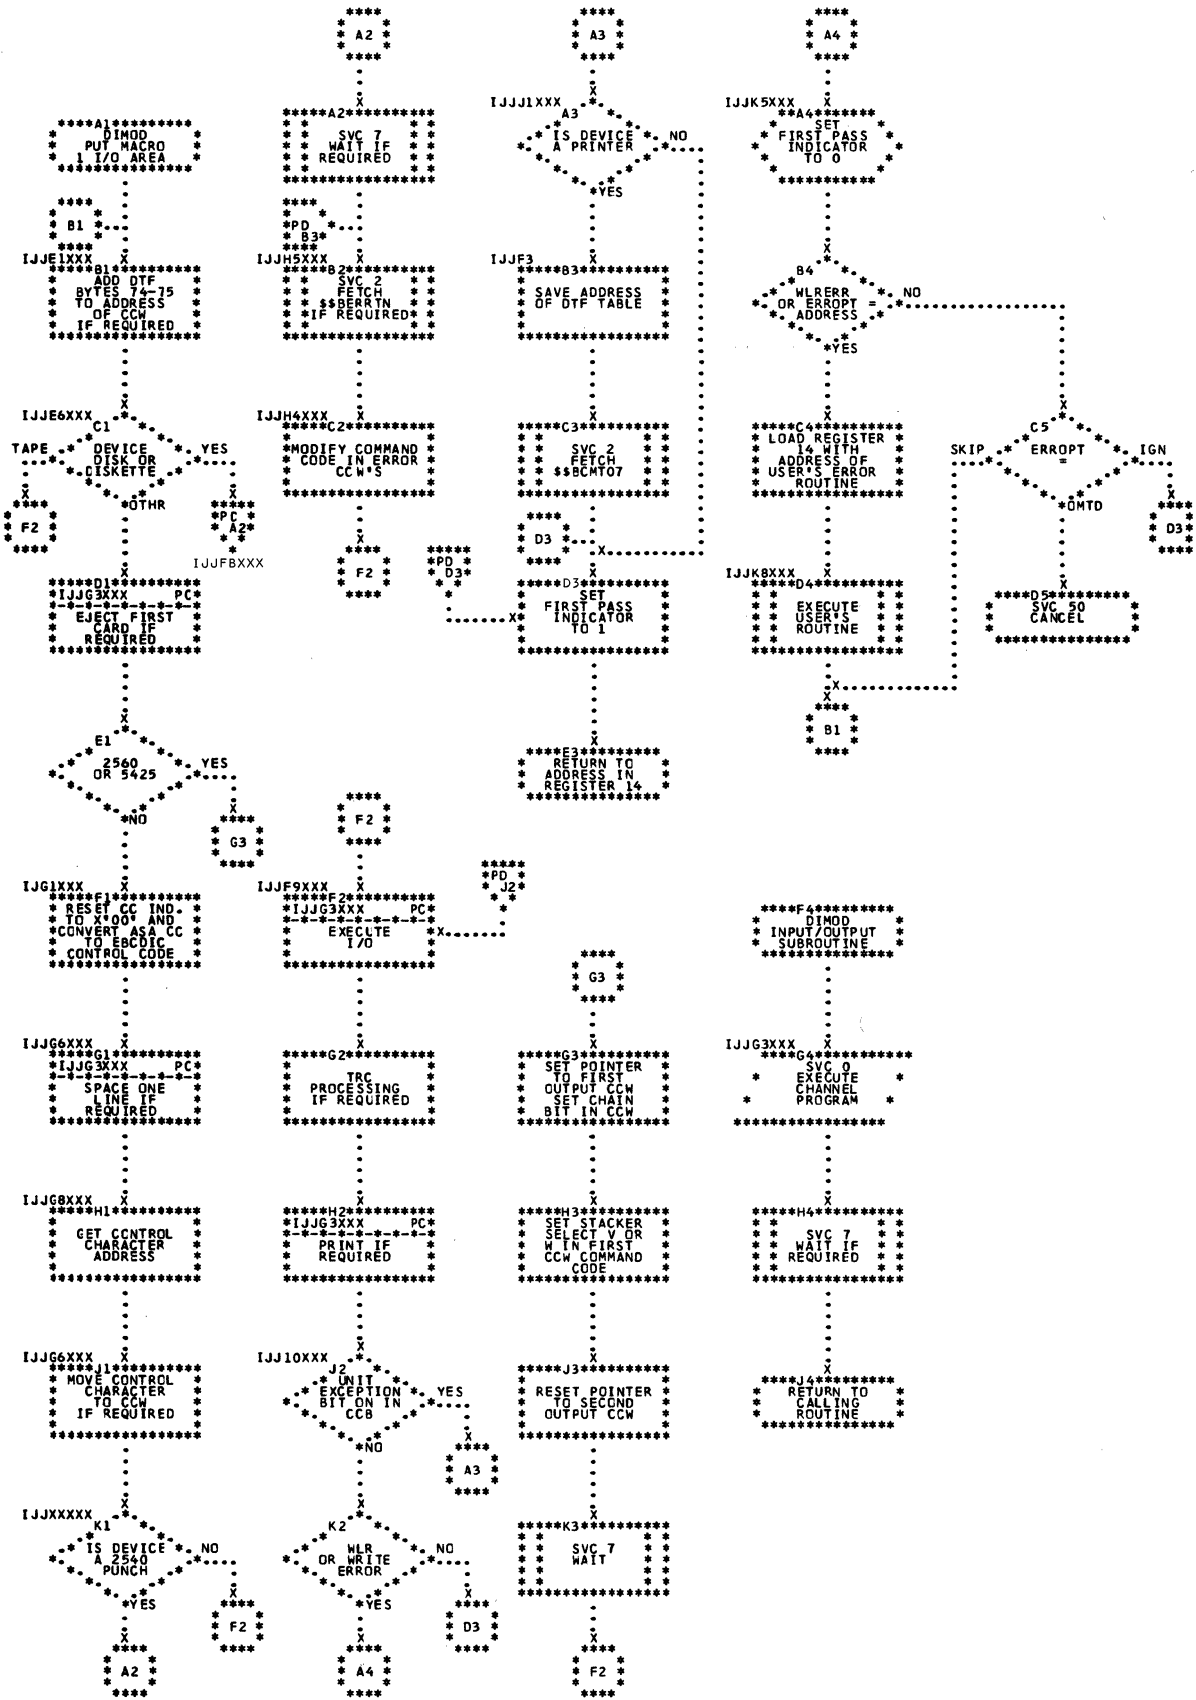 A2
A3
A4
IJJJ1XXX
IJJK5XXX
A1
DIMOD
PUT MACRO
1 I/O AREA
A2
SVC 7
WAIT IF
REQUIRED
A3
IS DEVICE
A PRINTER
NO
YES
A4
SET
FIRST PASS
INDICATOR
TO 0
B1
PD
B3
IJJE1XXX
B1
ADD DTF
BYTES 74-75
TO ADDRESS
OF CCW
IF REQUIRED
IJJH5XXX
B2
SVC 2
FETCH
$$BERRTN
IF REQUIRED
IJJF3
B3
SAVE ADDRESS
OF DTF TABLE
B4
WLRERR
OR ERROPT =
ADDRESS
NO
YES
IJJE6XXX
C1
DEVICE
DISK OR
DISKETTE
TAPE
YES
OTHR
F2
PC
A2
IJJFBXXX
IJJH4XXX
C2
MODIFY COMMAND
CODE IN ERROR
CCW'S
F2
C3
SVC 2
FETCH
$$BCMT07
D3
PD
D3
C4
LOAD REGISTER
14 WITH
ADDRESS OF
USER'S ERROR
ROUTINE
C5
ERROPT
=
SKIP
IGN
OMTD
D3
D1
IJJG3XXX PC
EJECT FIRST
CARD IF
REQUIRED
D3
SET
FIRST PASS
INDICATOR
TO 1
IJJK8XXX
D4
EXECUTE
USER'S
ROUTINE
D5
SVC 50
CANCEL
B1
E1
2560
OR 5425
YES
NO
G3
E3
RETURN TO
ADDRESS IN
REGISTER 14
F2
PD
J2
IJG1XXX
F1
RESET CC IND.
TO X'00' AND
CONVERT ASA CC
TO EBCDIC
CONTROL CODE
IJJF9XXX
F2
IJJG3XXX PC
EXECUTE
I/O
G3
F4
DIMOD
INPUT/OUTPUT
SUBROUTINE
IJJG6XXX
G1
IJJG3XXX PC
SPACE ONE
LINE IF
REQUIRED
G2
TRC
PROCESSING
IF REQUIRED
G3
SET POINTER
TO FIRST
OUTPUT CCW
SET CHAIN
BIT IN CCW
IJJG3XXX
G4
SVC 0
EXECUTE
CHANNEL
PROGRAM
IJJG8XXX
H1
GET CONTROL
CHARACTER
ADDRESS
H2
IJJG3XXX PC
PRINT IF
REQUIRED
H3
SET STACKER
SELECT V OR
W IN FIRST
CCW COMMAND
CODE
H4
SVC 7
WAIT IF
REQUIRED
IJJG6XXX
J1
MOVE CONTROL
CHARACTER
TO CCW
IF REQUIRED
IJJ10XXX
J2
UNIT
EXCEPTION
BIT ON IN
CCB
YES
NO
A3
J3
RESET POINTER
TO SECOND
OUTPUT CCW
J4
RETURN TO
CALLING
ROUTINE
IJJXXXXX
K1
IS DEVICE
A 2540
PUNCH
NO
YES
F2
A2
K2
WLR
OR WRITE
ERROR
NO
YES
D3
A4
K3
SVC 7
WAIT
F2